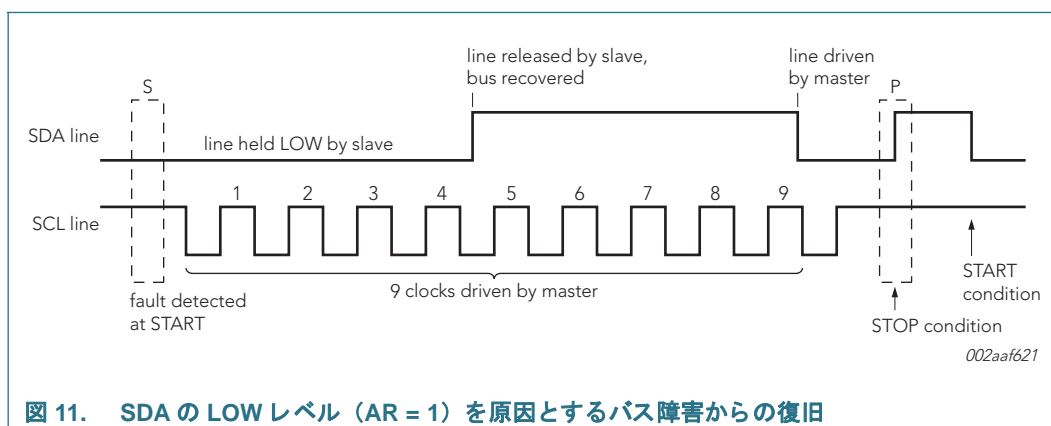 line released by slave,
bus recovered
line driven
by master
S
P
SDA line
line held LOW by slave
1 2 3 4 5 6 7 8 9
SCL line
9 clocks driven by master
fault detected
at START
START
condition
STOP condition
002aaf621
図 11. SDA の LOW レベル（AR = 1）を原因とするバス障害からの復旧